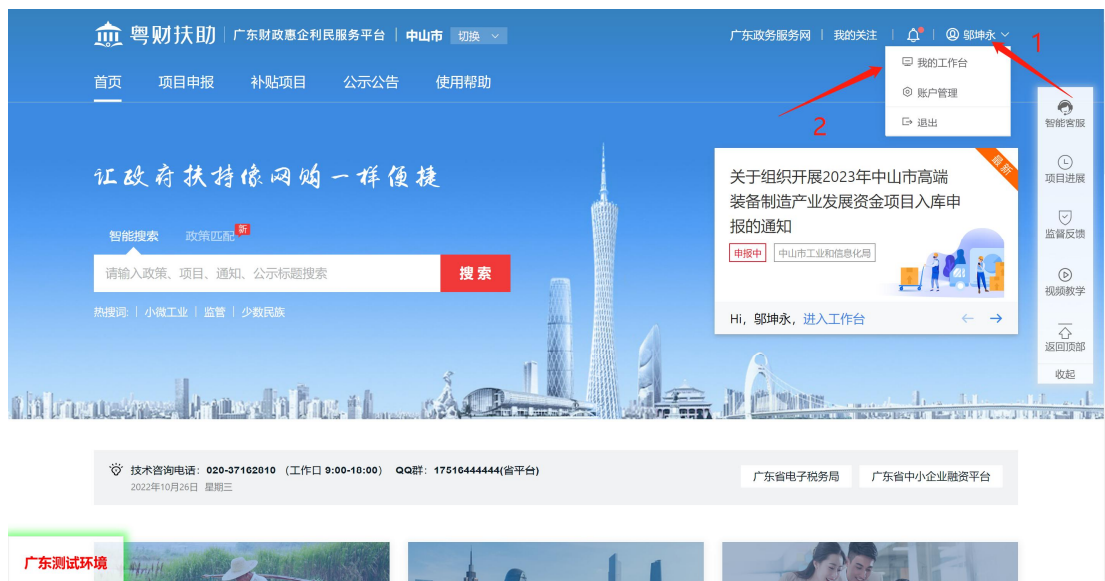 粤财扶助 广东财政惠企利民服务平台 中山市 切换
广东政务服务网 我的关注 邬坤永
1
首页 项目申报 补贴项目 公示公告 使用帮助
我的工作台
账户管理
退出
2
智能客服
项目进展
监督反馈
视频教学
返回顶部
收起
让政府扶持像网购一样便捷
智能搜索 政策匹配 新
请输入政策、项目、通知、公示标题搜索 搜索
热搜词: 小微工业 监管 少数民族
最新
关于组织开展2023年中山市高端
装备制造产业发展资金项目入库申
报的通知
申报中 中山市工业和信息化局
Hi, 邬坤永, 进入工作台
技术咨询电话: 020-37162810 (工作日 9:00-18:00) QQ群: 17516444444(省平台)
2022年10月26日 星期三
广东省电子税务局 广东省中小企业融资平台
广东测试环境